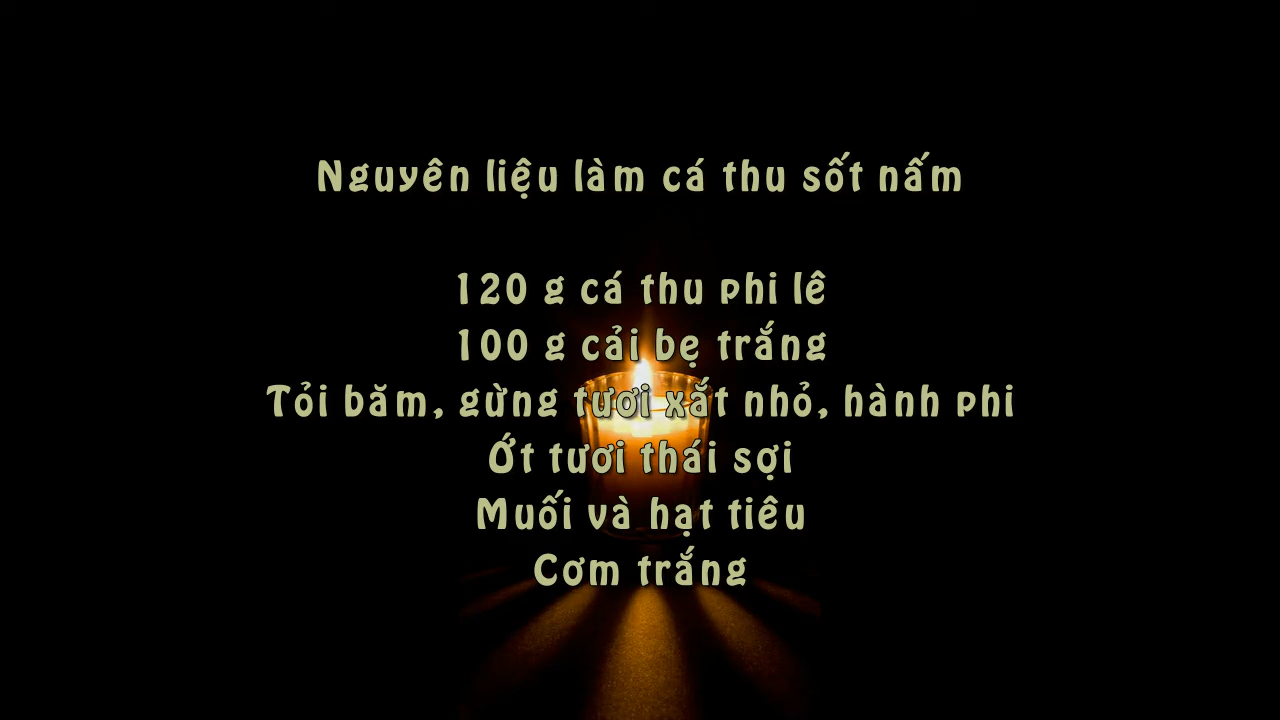 Nguyên liệu làm cá thu sốt nấm
120 g cá thu phi lê
100 g cải bẹ trắng
Tỏi băm, gừng tươi xắt nhỏ, hành phi
Ớt tươi thái sợi
Muối và hạt tiêu
Cơm trắng